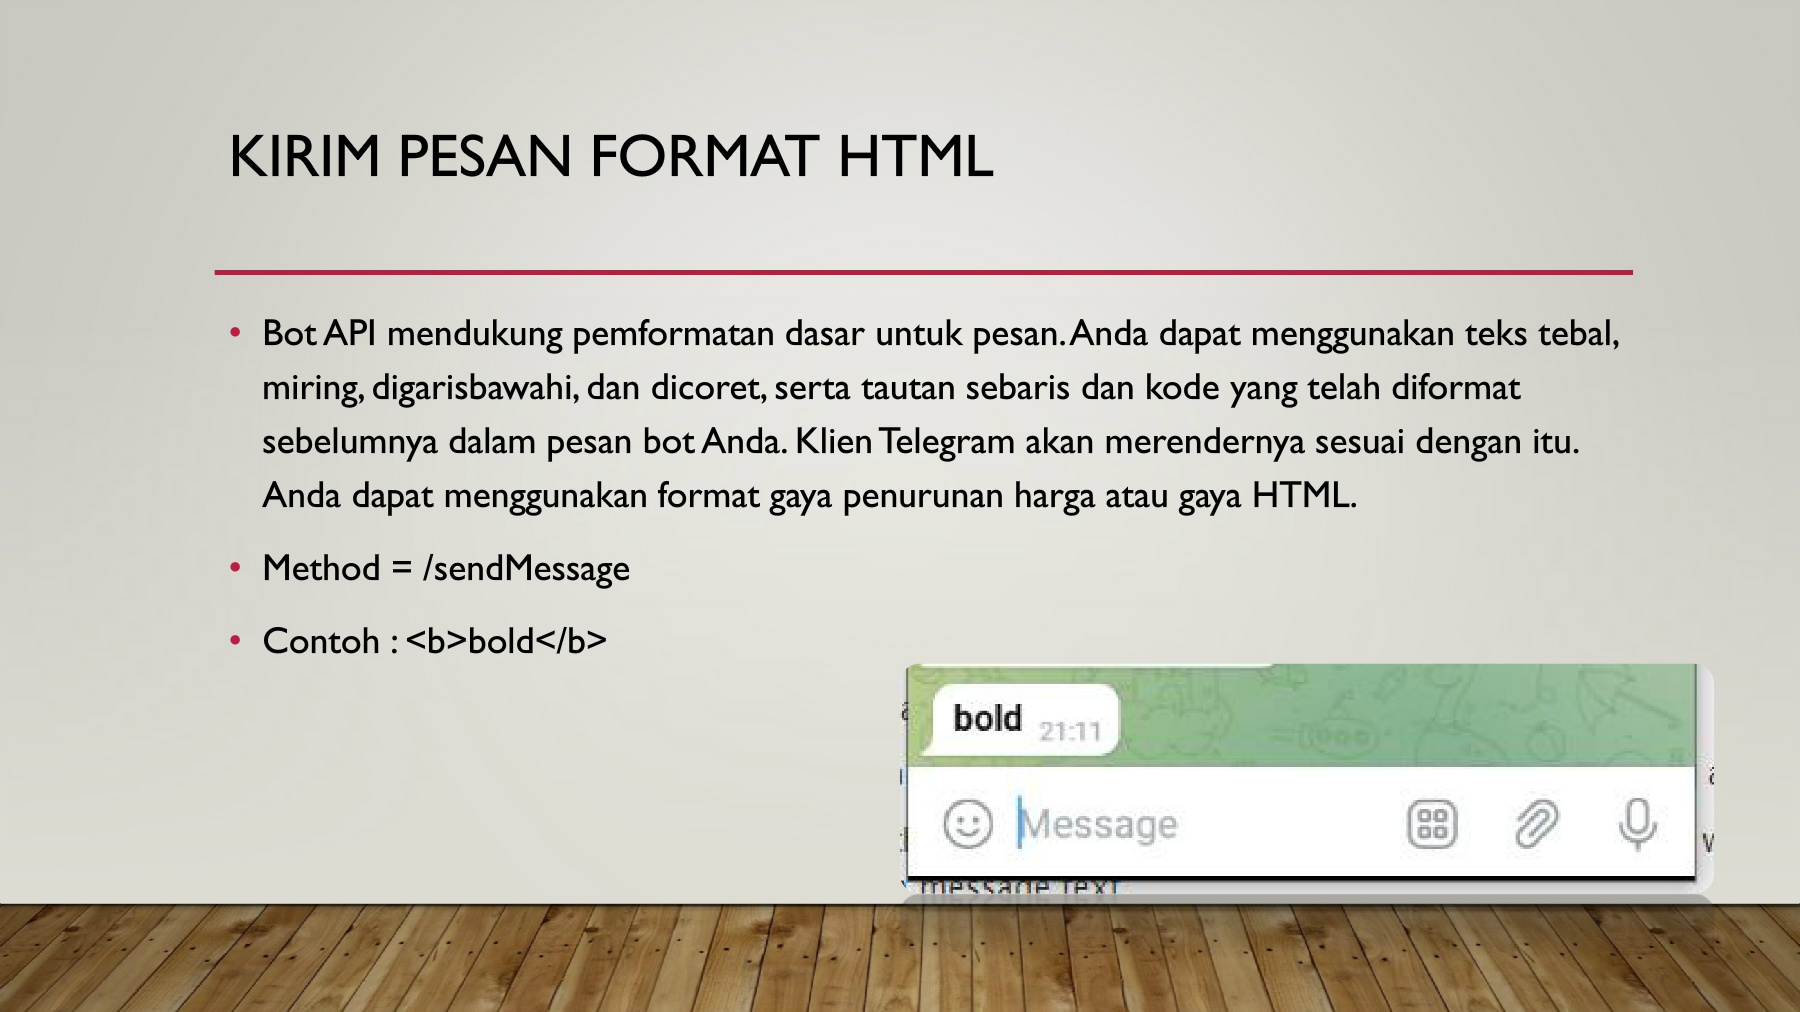 KIRIM PESAN FORMAT HTML
• Bot API mendukung pemformatan dasar untuk pesan. Anda dapat menggunakan teks tebal,
miring, digarisbawahi, dan dicoret, serta tautan sebaris dan kode yang telah diformat
sebelumnya dalam pesan bot Anda. Klien Telegram akan merendernya sesuai dengan itu.
Anda dapat menggunakan format gaya penurunan harga atau gaya HTML.
• Method = /sendMessage
• Contoh : <b>bold</b>
bold 21:11
Message
message text